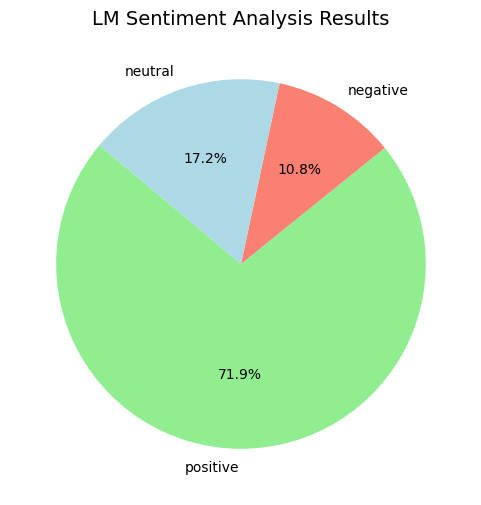 LM Sentiment Analysis Results
neutral
negative
17.2%
10.8%
71.9%
positive